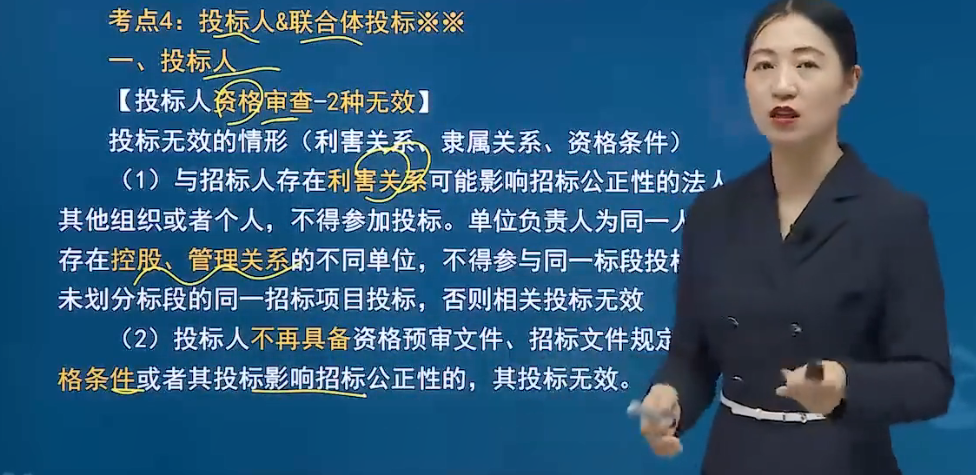 考点4：投标人&联合体投标※※
一、投标人
【投标人资格审查-2种无效】
投标无效的情形（利害关系、隶属关系、资格条件）
（1）与招标人存在利害关系可能影响招标公正性的法人
其他组织或者个人，不得参加投标。单位负责人为同一人
存在控股、管理关系的不同单位，不得参与同一标段投标
未划分标段的同一招标项目投标，否则相关投标无效
（2）投标人不再具备资格预审文件、招标文件规定
格条件或者其投标影响招标公正性的，其投标无效。